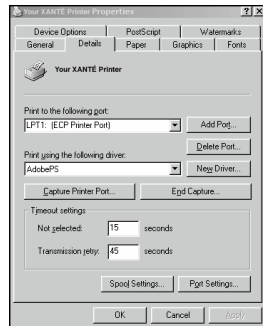 Your XANTÉ Printer Properties
Device Options PostScript Watermarks
General Details Paper Graphics Fonts
Your XANTÉ Printer
Print to the following port:
LPT1: (ECP Printer Port) Add Port...
Delete Port...
Print using the following driver:
AdobePS New Driver...
Capture Printer Port... End Capture...
Timeout settings
Not selected: 15 seconds
Transmission retry: 45 seconds
Spool Settings... Port Settings...
OK Cancel Apply